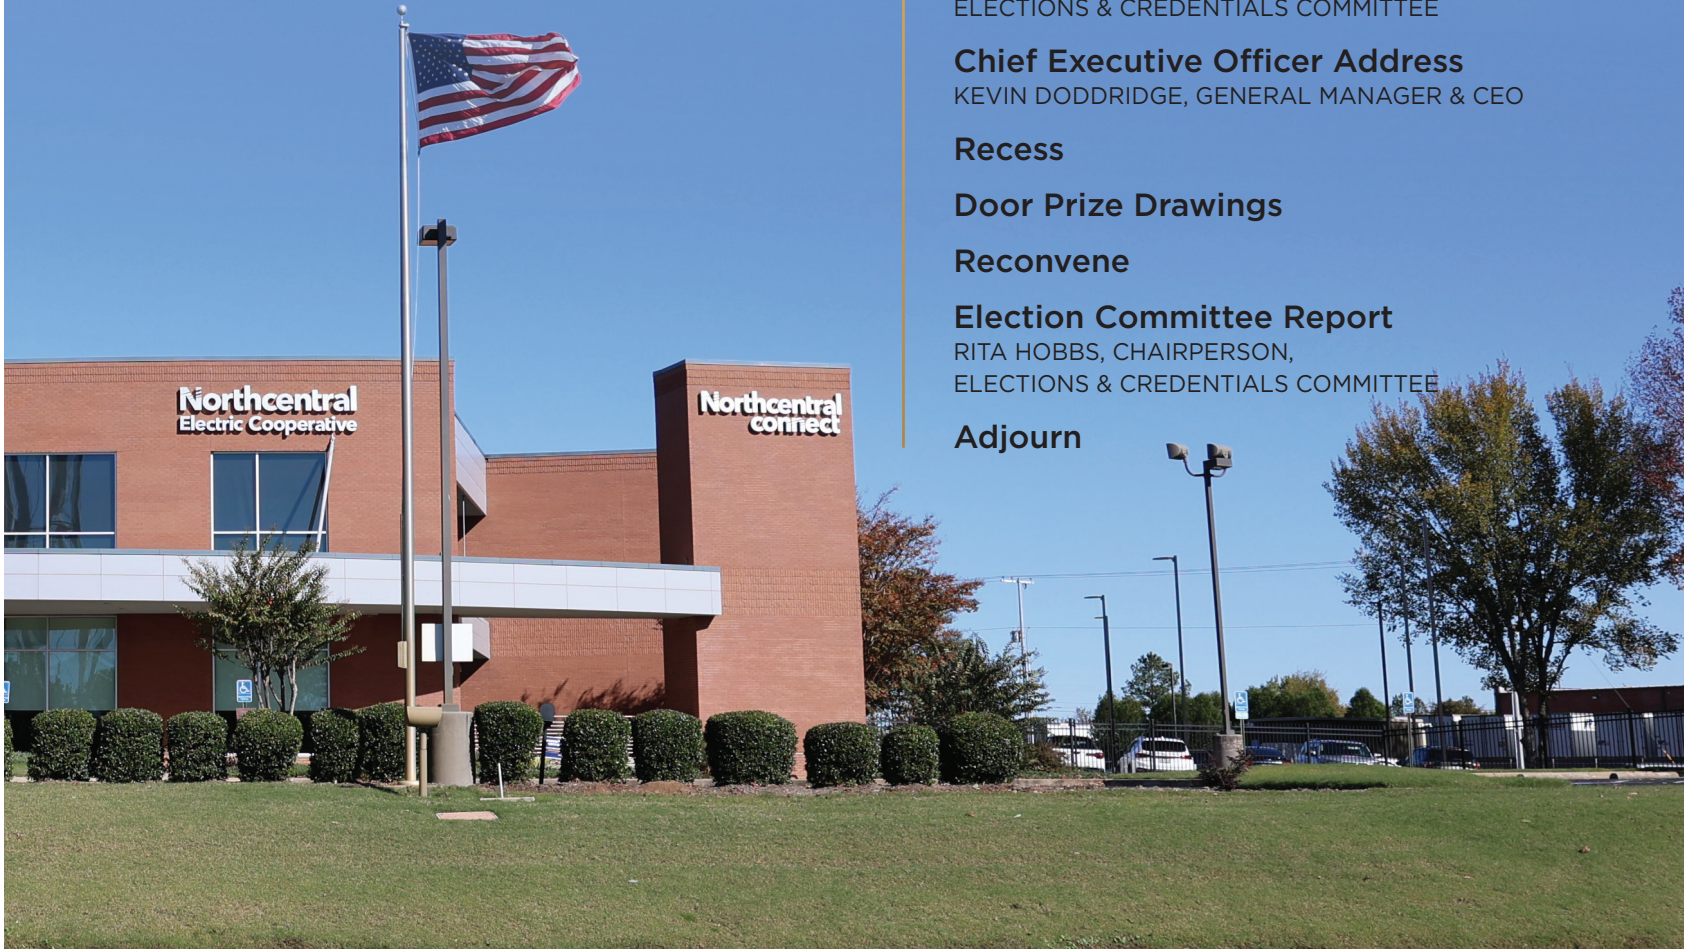 ELECTIONS & CREDENTIALS COMMITTEE
Chief Executive Officer Address
KEVIN DODDRIDGE, GENERAL MANAGER & CEO
Recess
Door Prize Drawings
Reconvene
Election Committee Report
RITA HOBBS, CHAIRPERSON,
ELECTIONS & CREDENTIALS COMMITTEE
Adjourn
Northcentral
Electric Cooperative
Northcentral
connect